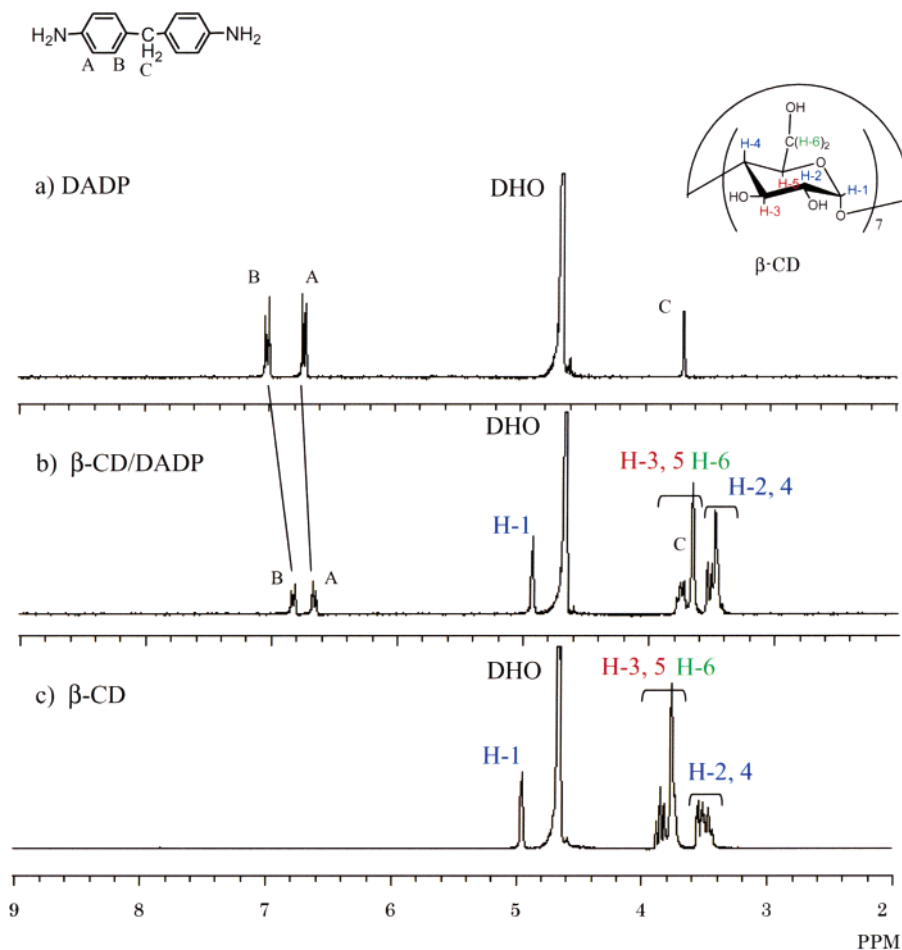 H₂N NH₂
C
H₂
A B C
OH
C(H-6)₂
H-4
O
H-5 H-2
HO H-1
H-3 OH O
7
β-CD
a) DADP
DHO
B A C
b) β-CD/DADP
DHO
H-3, 5 H-6
H-2, 4
H-1
C
B A
c) β-CD
DHO
H-3, 5 H-6
H-1
H-2, 4
9 8 7 6 5 4 3 2
PPM